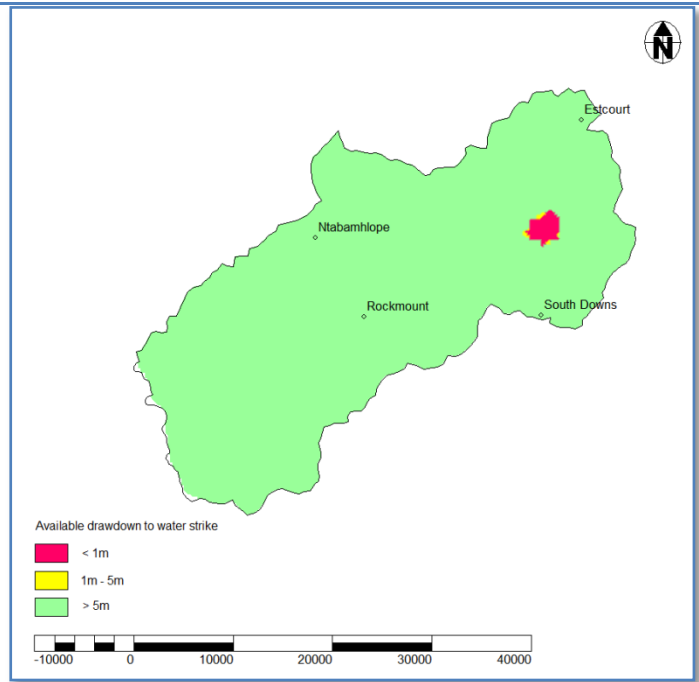 N
Estcourt
Ntabamhlope
Rockmount
South Downs
Available drawdown to water strike
< 1m
1m - 5m
> 5m
-10000 0 10000 20000 30000 40000